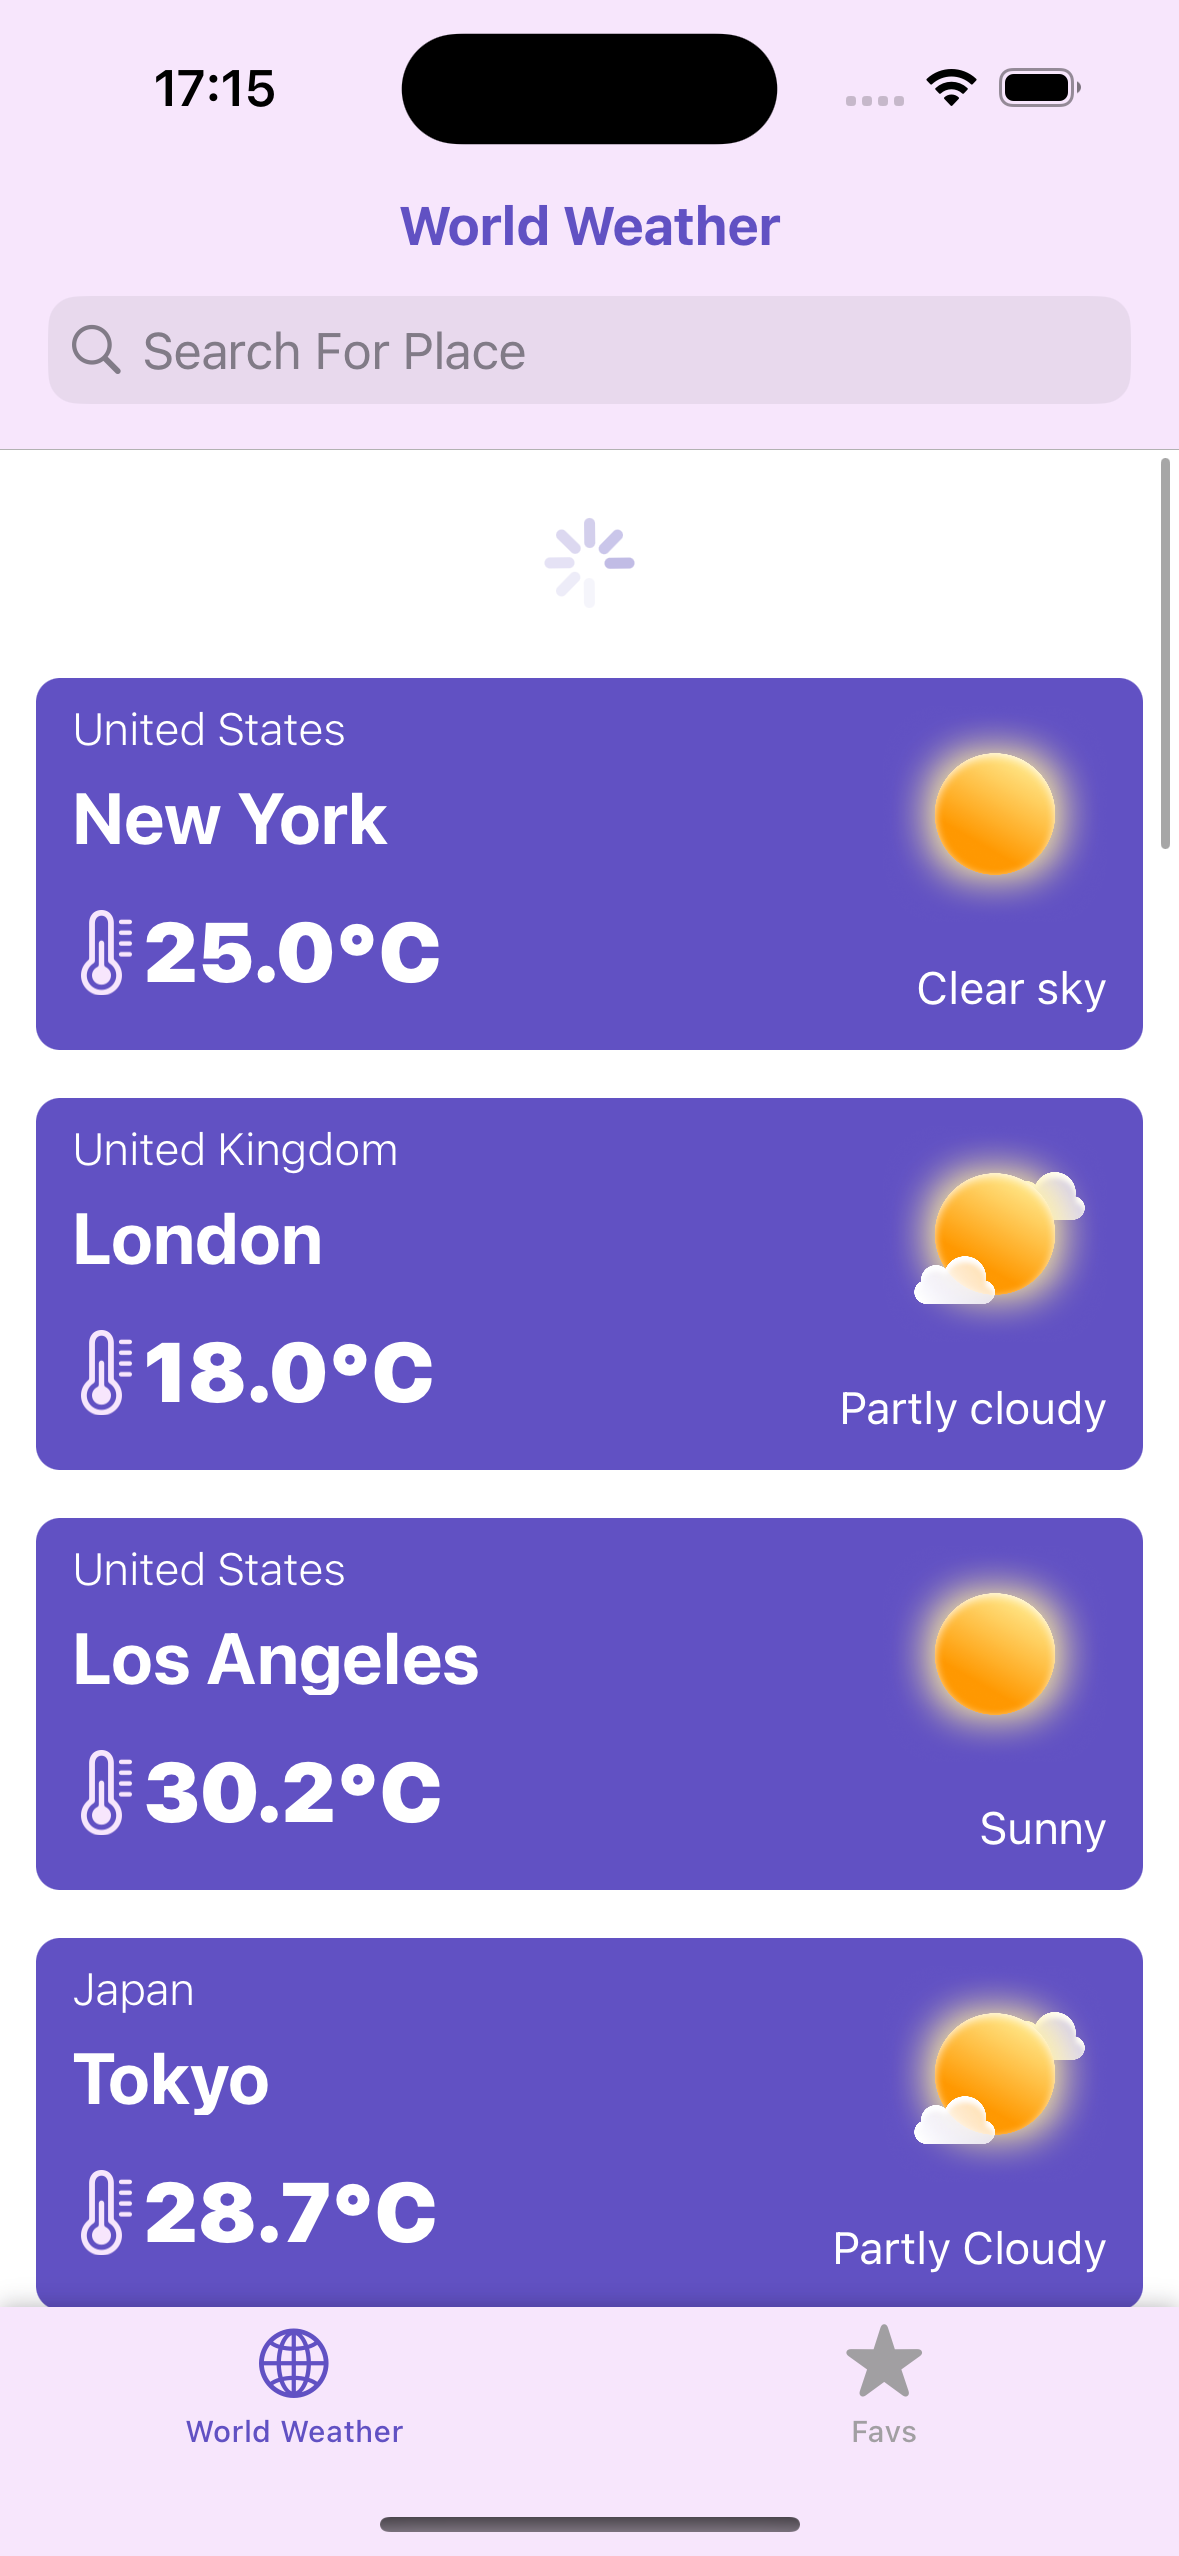 17:15
World Weather
Search For Place
United States
New York
25.0°C
Clear sky
United Kingdom
London
18.0°C
Partly cloudy
United States
Los Angeles
30.2°C
Sunny
Japan
Tokyo
28.7°C
Partly Cloudy
World Weather
Favs